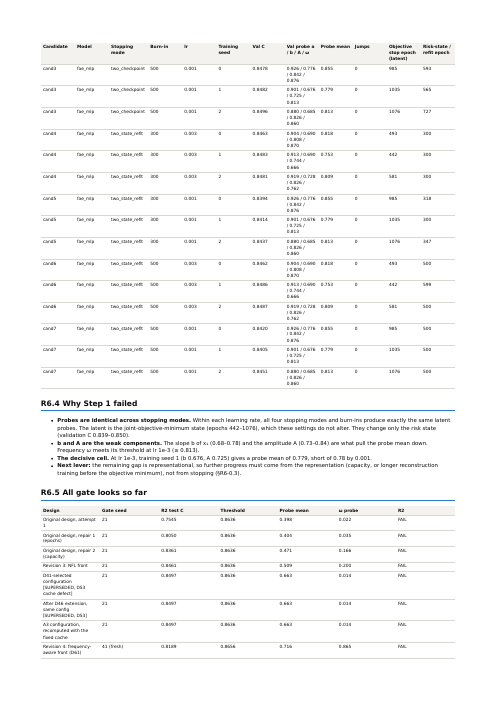 Candidate Model Stopping mode Burn-in lr Training seed Val C Val probe a / b / A / ω Probe mean Jumps Objective stop epoch (latent) Risk-state / refit epoch
cand3 fae_mlp two_checkpoint 500 0.001 0 0.8478 0.926 / 0.776 / 0.842 / 0.876 0.855 0 985 593
cand3 fae_mlp two_checkpoint 500 0.001 1 0.8482 0.901 / 0.676 / 0.725 / 0.813 0.779 0 1035 565
cand3 fae_mlp two_checkpoint 500 0.001 2 0.8496 0.880 / 0.685 / 0.826 / 0.860 0.813 0 1076 727
cand4 fae_mlp two_state_refit 300 0.003 0 0.8463 0.904 / 0.690 / 0.808 / 0.870 0.818 0 493 300
cand4 fae_mlp two_state_refit 300 0.003 1 0.8483 0.913 / 0.690 / 0.744 / 0.666 0.753 0 442 300
cand4 fae_mlp two_state_refit 300 0.003 2 0.8481 0.919 / 0.728 / 0.826 / 0.762 0.809 0 581 300
cand5 fae_mlp two_state_refit 300 0.001 0 0.8394 0.926 / 0.776 / 0.842 / 0.876 0.855 0 985 318
cand5 fae_mlp two_state_refit 300 0.001 1 0.8414 0.901 / 0.676 / 0.725 / 0.813 0.779 0 1035 300
cand5 fae_mlp two_state_refit 300 0.001 2 0.8437 0.880 / 0.685 / 0.826 / 0.860 0.813 0 1076 347
cand6 fae_mlp two_state_refit 500 0.003 0 0.8462 0.904 / 0.690 / 0.808 / 0.870 0.818 0 493 500
cand6 fae_mlp two_state_refit 500 0.003 1 0.8486 0.913 / 0.690 / 0.744 / 0.666 0.753 0 442 599
cand6 fae_mlp two_state_refit 500 0.003 2 0.8487 0.919 / 0.728 / 0.826 / 0.762 0.809 0 581 500
cand7 fae_mlp two_state_refit 500 0.001 0 0.8420 0.926 / 0.776 / 0.842 / 0.876 0.855 0 985 500
cand7 fae_mlp two_state_refit 500 0.001 1 0.8405 0.901 / 0.676 / 0.725 / 0.813 0.779 0 1035 500
cand7 fae_mlp two_state_refit 500 0.001 2 0.8451 0.880 / 0.685 / 0.826 / 0.860 0.813 0 1076 500
R6.4 Why Step 1 failed
• Probes are identical across stopping modes. Within each learning rate, all four stopping modes and burn-ins produce exactly the same latent
probes. The latent is the joint-objective-minimum state (epochs 442–1076), which these settings do not alter. They change only the risk state
(validation C 0.839–0.850).
• b and A are the weak components. The slope b of x₁ (0.68–0.78) and the amplitude A (0.73–0.84) are what pull the probe mean down.
Frequency ω meets its threshold at lr 1e-3 (≥ 0.813).
• The decisive cell. At lr 1e-3, training seed 1 (b 0.676, A 0.725) gives a probe mean of 0.779, short of 0.78 by 0.001.
• Next lever: the remaining gap is representational, so further progress must come from the representation (capacity, or longer reconstruction
training before the objective minimum), not from stopping (§R6-0.3).
R6.5 All gate looks so far
Design Gate seed R2 test C Threshold Probe mean ω probe R2
Original design, attempt 1 21 0.7545 0.8636 0.398 0.022 FAIL
Original design, repair 1 (epochs) 21 0.8050 0.8636 0.403 0.035 FAIL
Original design, repair 2 (capacity) 21 0.8361 0.8636 0.471 0.166 FAIL
Revision 3: NFL front 21 0.8461 0.8636 0.509 0.200 FAIL
D41-selected configuration [SUPERSEDED, D53 cache defect] 21 0.8497 0.8636 0.663 0.014 FAIL
After D46 extension, same config [SUPERSEDED, D53] 21 0.8497 0.8636 0.663 0.014 FAIL
A3 configuration, recomputed with the fixed cache 21 0.8497 0.8636 0.663 0.014 FAIL
Revision 4: frequency-aware front (D61) 41 (fresh) 0.8189 0.8656 0.716 0.865 FAIL